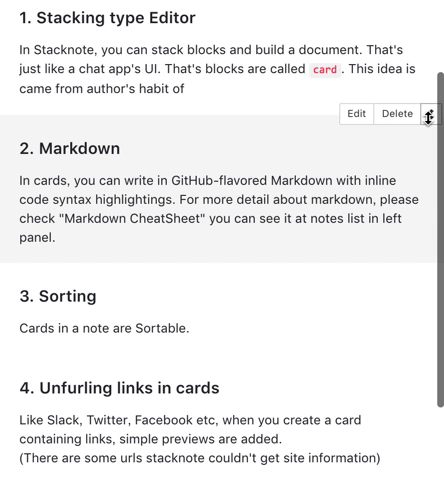 1. Stacking type Editor
In Stacknote, you can stack blocks and build a document. That's
just like a chat app's UI. That's blocks are called card. This idea is
came from author's habit of
Edit Delete
2. Markdown
In cards, you can write in GitHub-flavored Markdown with inline
code syntax highlightings. For more detail about markdown, please
check "Markdown CheatSheet" you can see it at notes list in left
panel.
3. Sorting
Cards in a note are Sortable.
4. Unfurling links in cards
Like Slack, Twitter, Facebook etc, when you create a card
containing links, simple previews are added.
(There are some urls stacknote couldn't get site information)